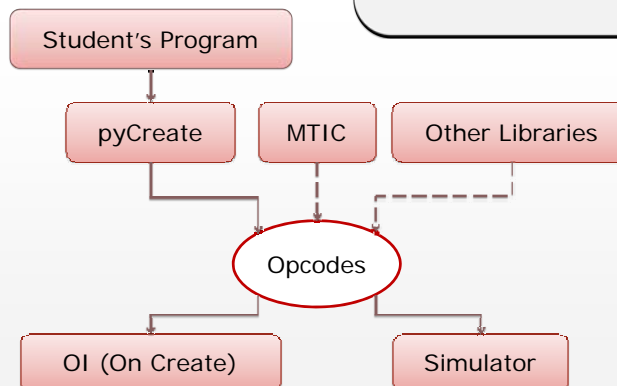 Student's Program
pyCreate
MTIC
Other Libraries
Opcodes
OI (On Create)
Simulator